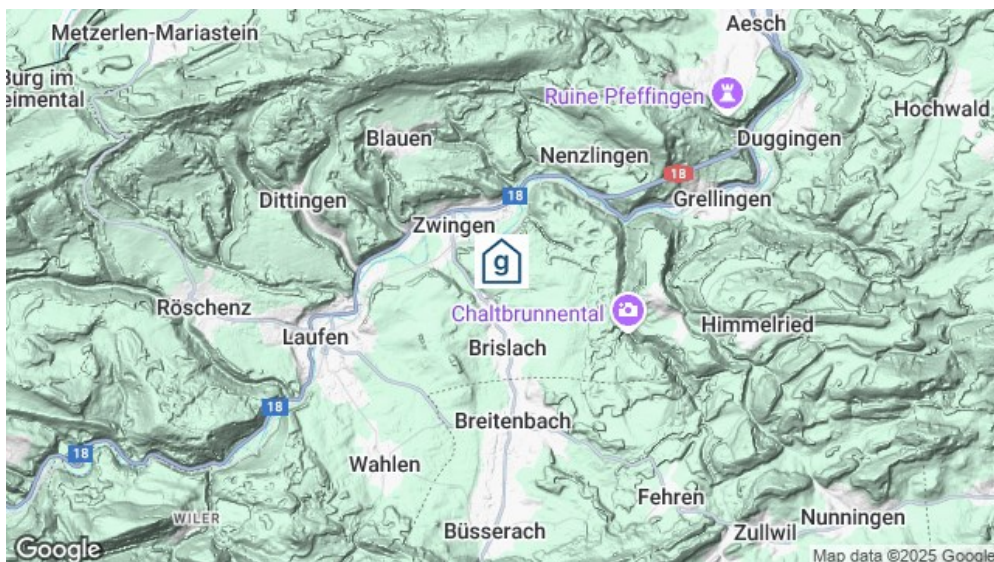 Aesch
Metzerlen-Mariastein
Burg im
eimental
Ruine Pfeffingen
Hochwald
Blauen
Duggingen
Nenzlingen
18
Dittingen
18
Grellingen
Zwingen
g
Röschenz
Chaltbrunnental
Himmelried
Laufen
Brislach
18
Breitenbach
18
Wahlen
Fehren
WILER
Büsserach
Nunningen
Zullwil
Google
Map data ©2025 Google